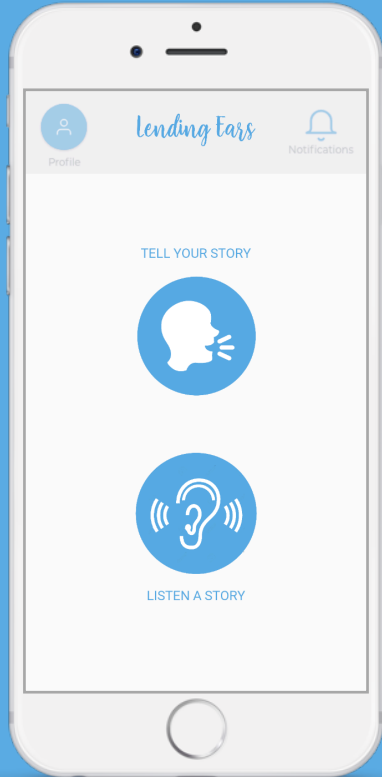 Lending Ears
Profile
Notifications
TELL YOUR STORY
LISTEN A STORY